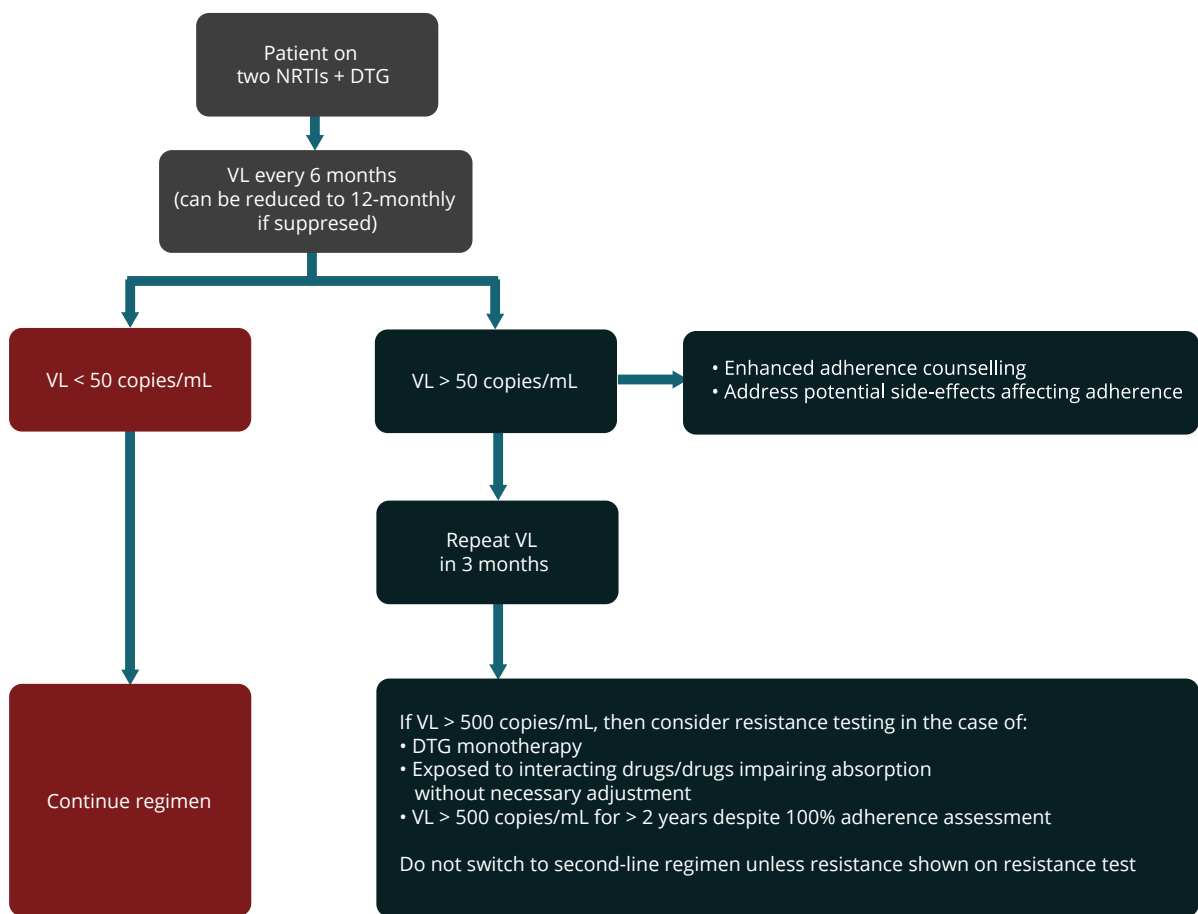 Patient on
two NRTIs + DTG
VL every 6 months
(can be reduced to 12-monthly
if suppresed)
VL < 50 copies/mL
VL > 50 copies/mL
• Enhanced adherence counselling
• Address potential side-effects affecting adherence
Repeat VL
in 3 months
Continue regimen
If VL > 500 copies/mL, then consider resistance testing in the case of:
• DTG monotherapy
• Exposed to interacting drugs/drugs impairing absorption
without necessary adjustment
• VL > 500 copies/mL for > 2 years despite 100% adherence assessment
Do not switch to second-line regimen unless resistance shown on resistance test